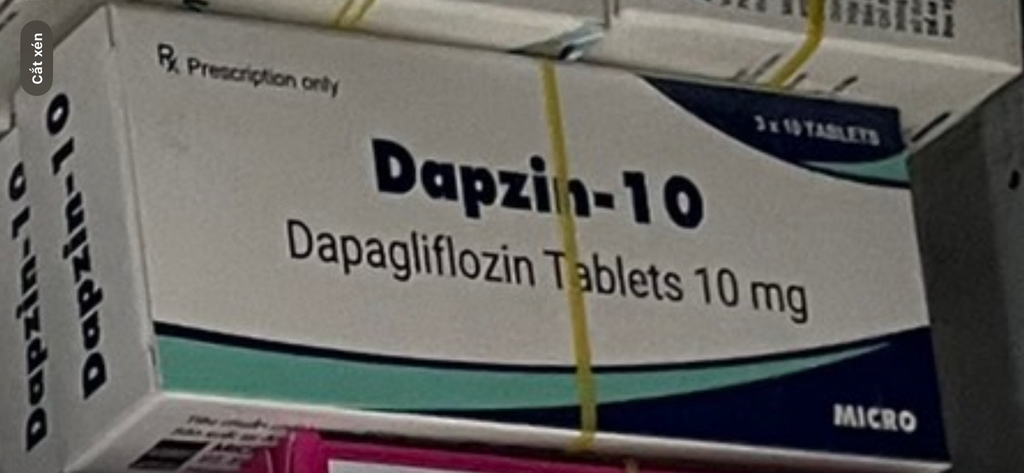 Cắt xén
Rx Prescription only
3 x 10 TABLETS
Dapzin-10
Dapagliflozin Tablets 10 mg
MICRO
Dapzin-10
Dapzin-10